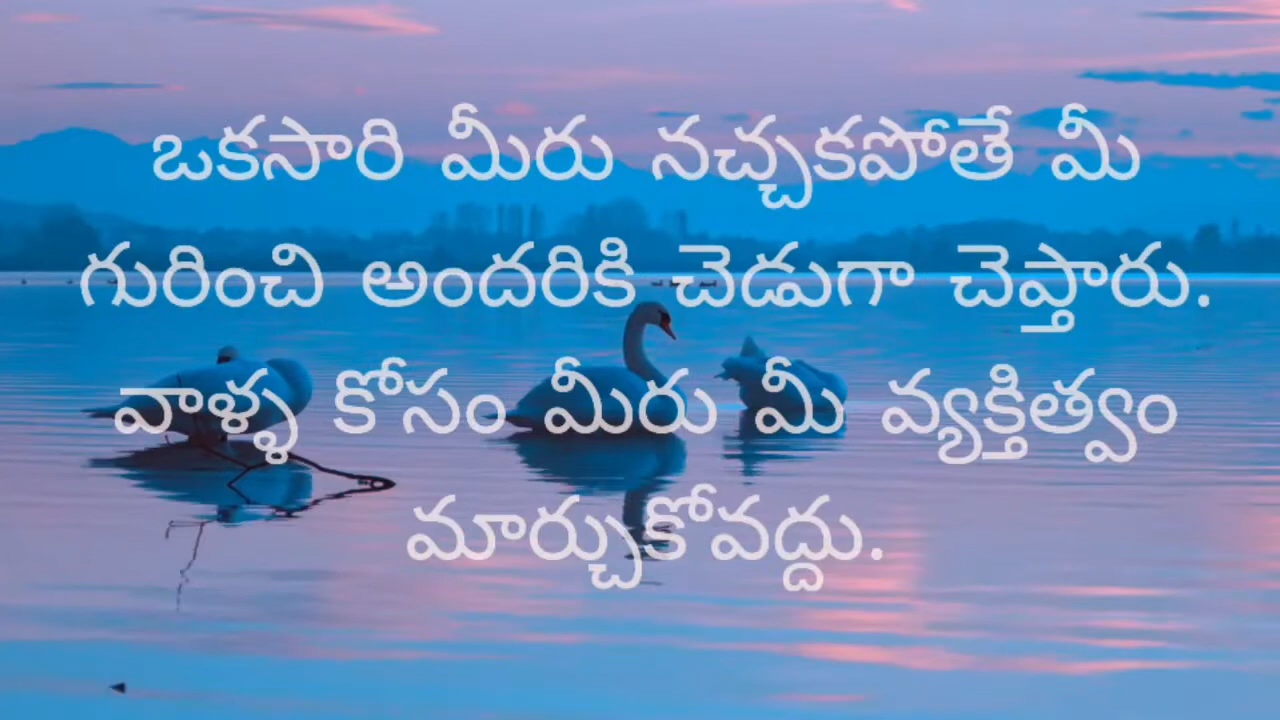 ఒకసారి మీరు నచ్చకపోతే మీ
గురించి అందరికి చెడుగా చెప్తారు.
వాళ్ళ కోసం మీరు మీ వ్యక్తిత్వం
మార్చుకోవద్దు.